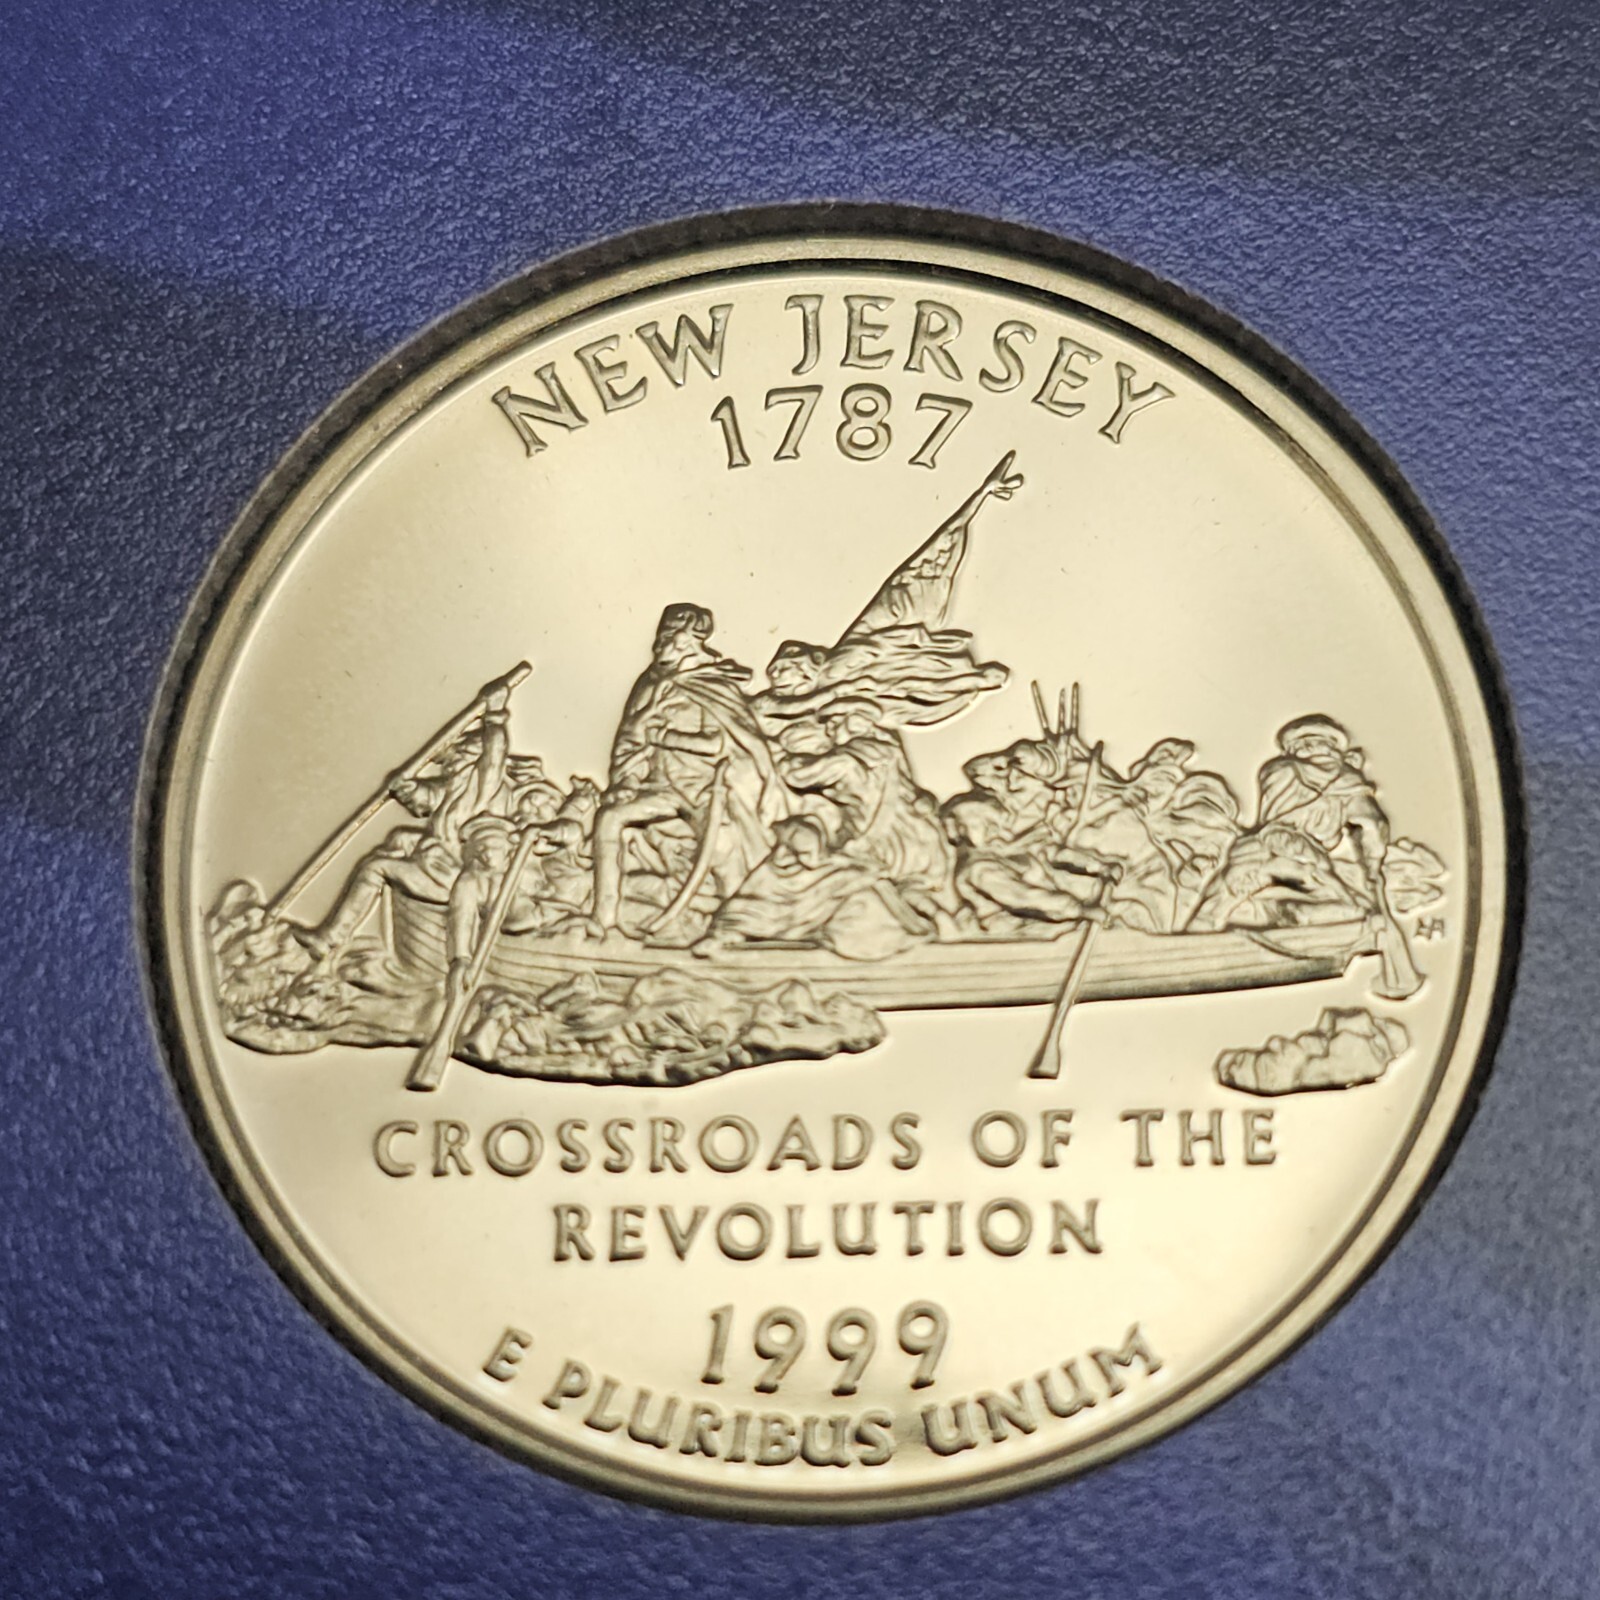 NEW JERSEY
1787
CROSSROADS OF THE
REVOLUTION
1999
E PLURIBUS UNUM